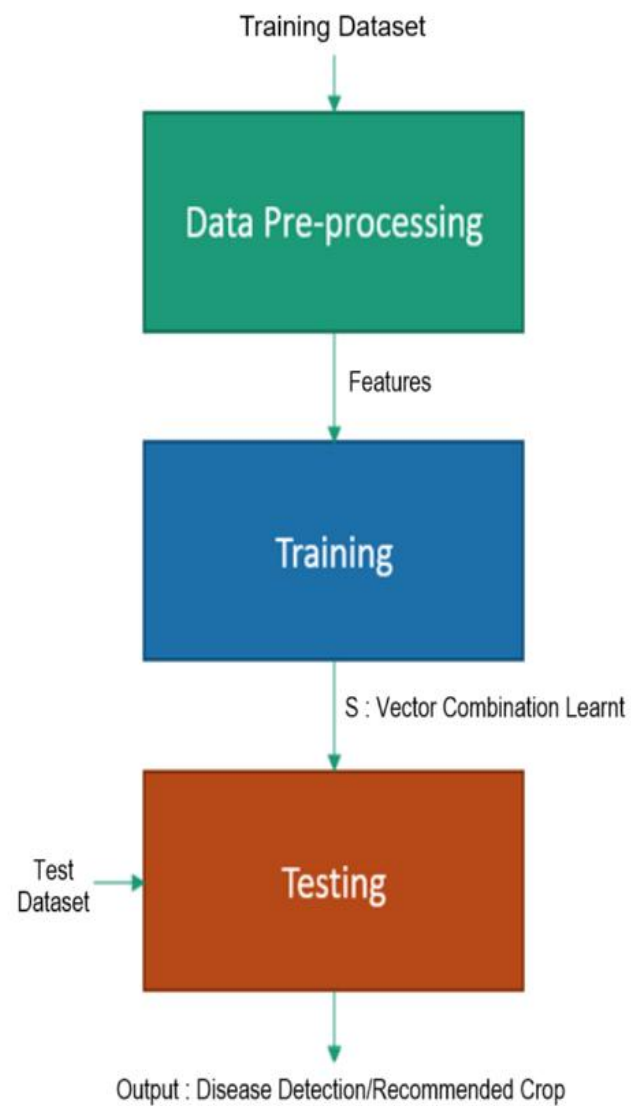 Training Dataset
Data Pre-processing
Features
Training
S : Vector Combination Learnt
Test
Dataset
Testing
Output : Disease Detection/Recommended Crop